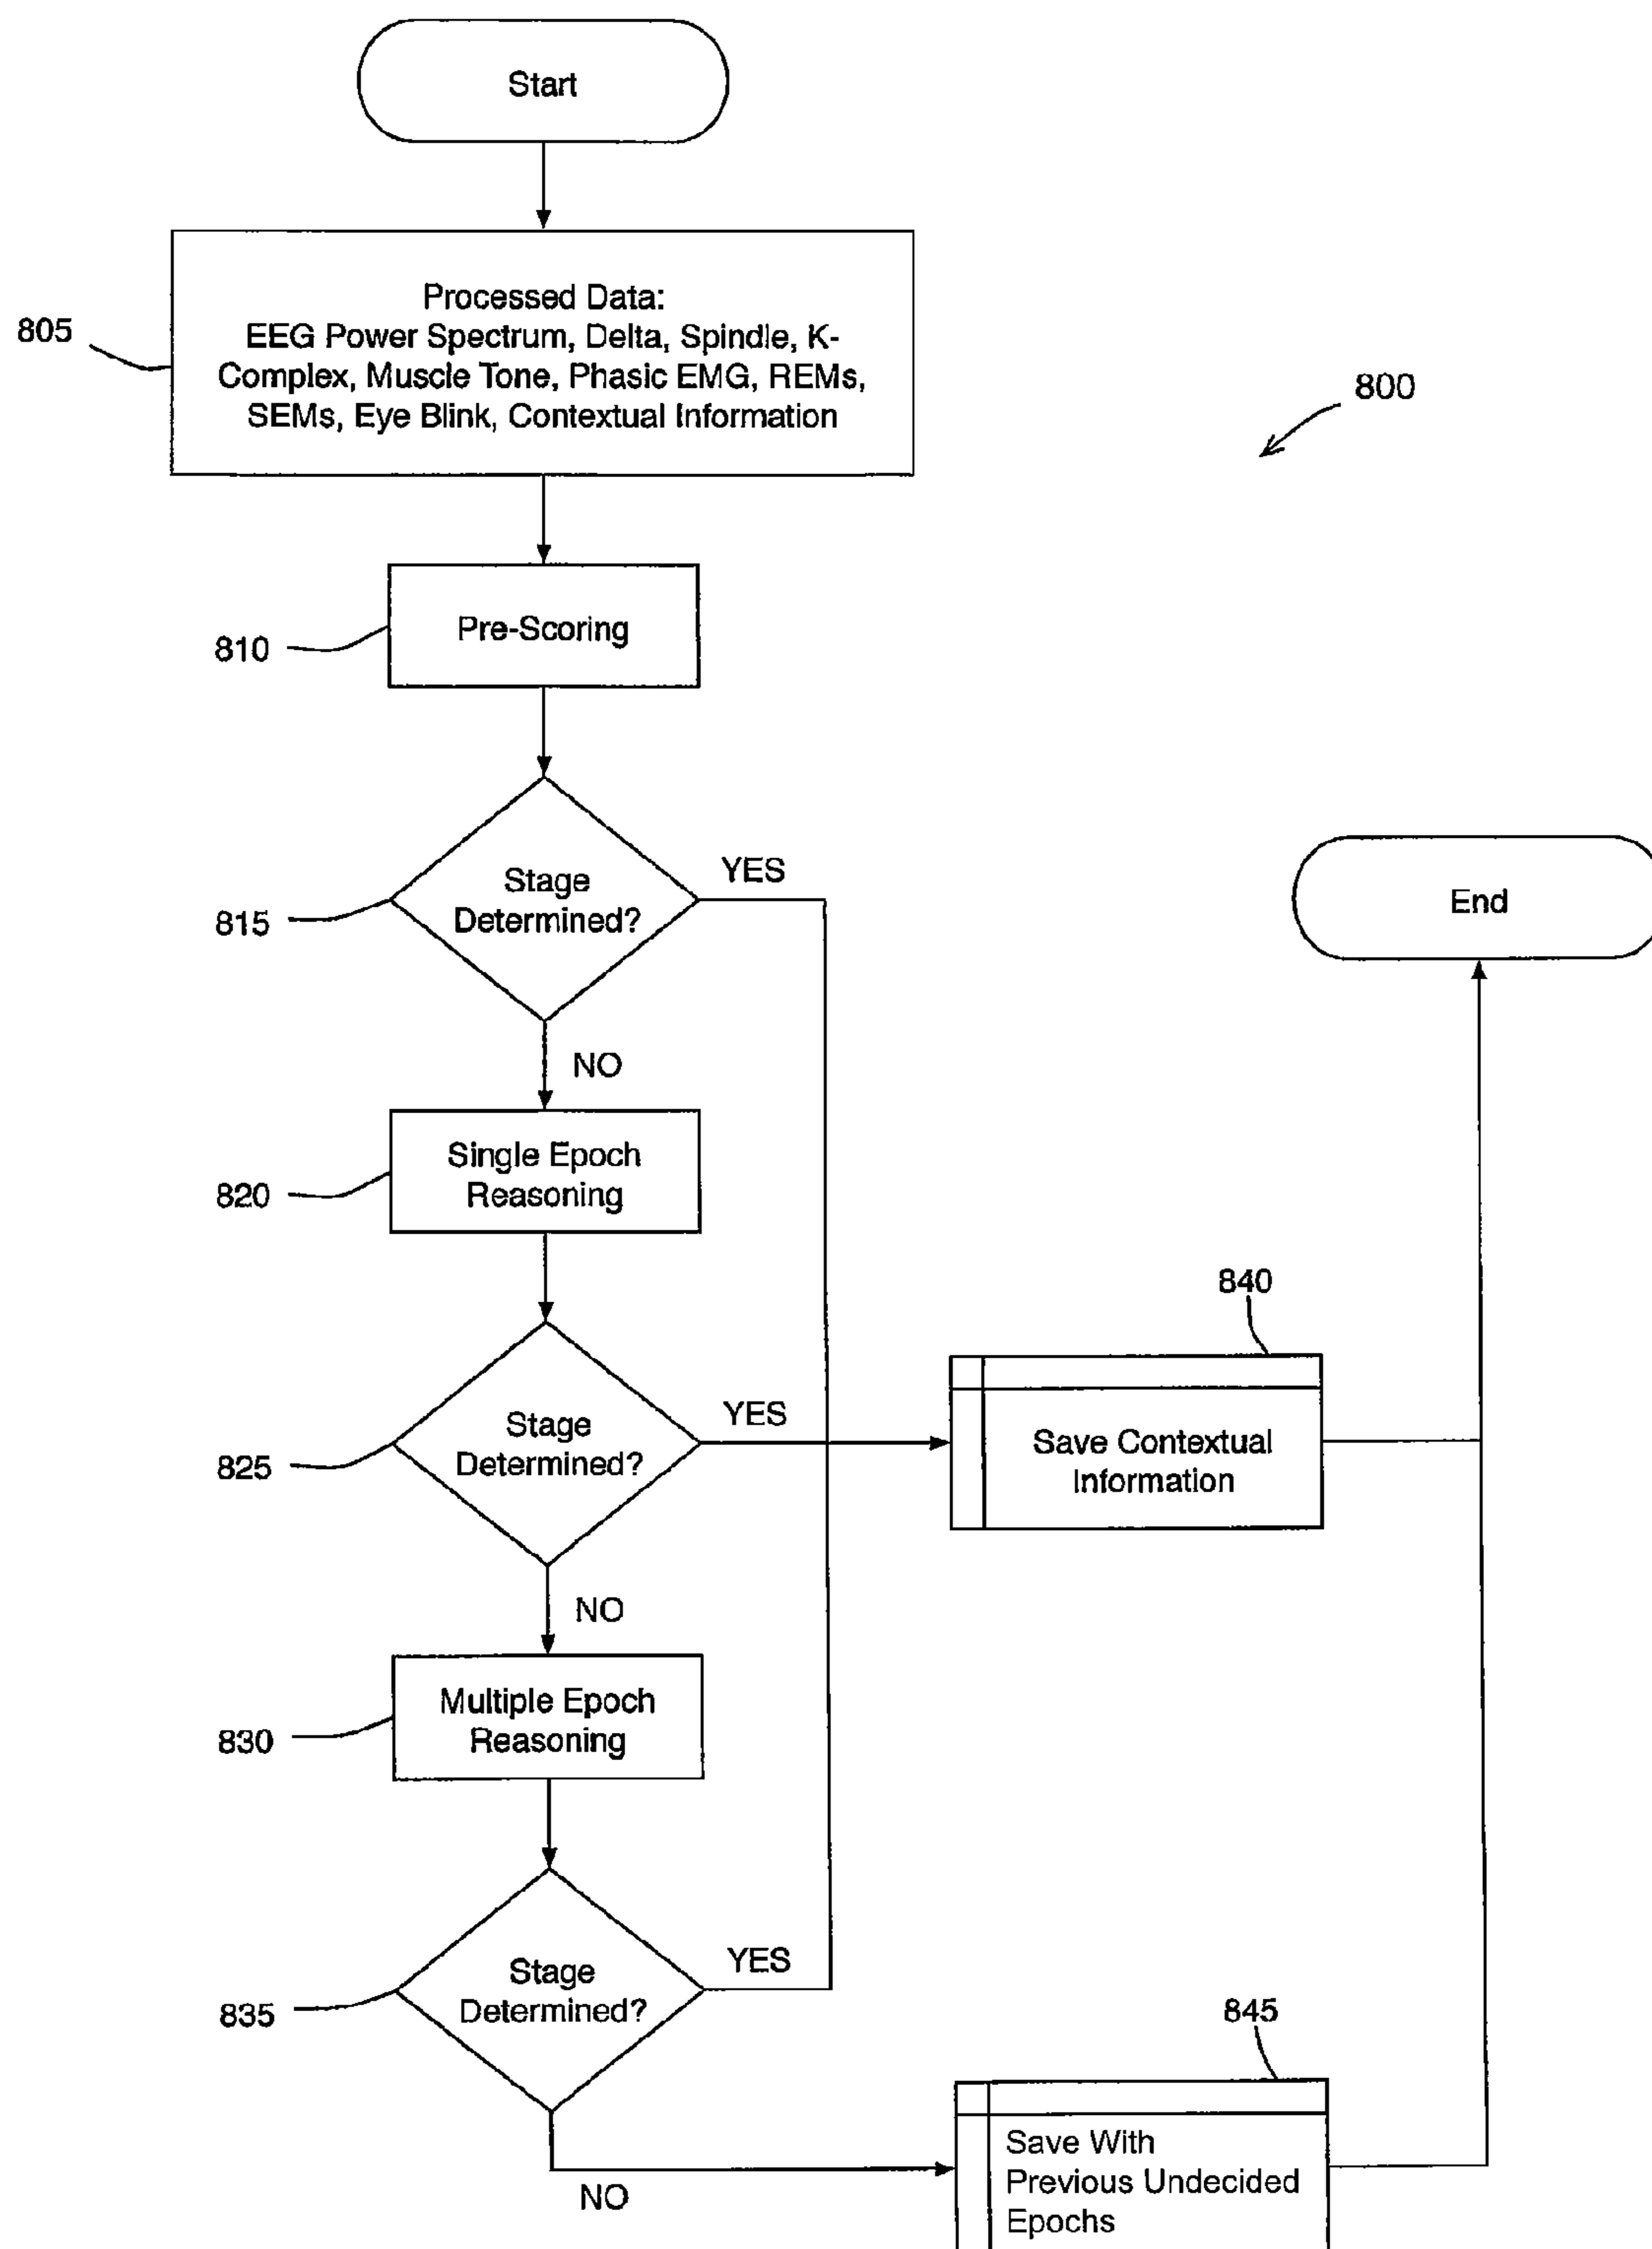 Start
805
Processed Data:
EEG Power Spectrum, Delta, Spindle, K-
Complex, Muscle Tone, Phasic EMG, REMs,
SEMs, Eye Blink, Contextual Information
800
810
Pre-Scoring
815
Stage
Determined?
YES
End
NO
820
Single Epoch
Reasoning
825
Stage
Determined?
YES
840
Save Contextual
Information
NO
830
Multiple Epoch
Reasoning
835
Stage
Determined?
YES
845
Save With
Previous Undecided
Epochs
NO